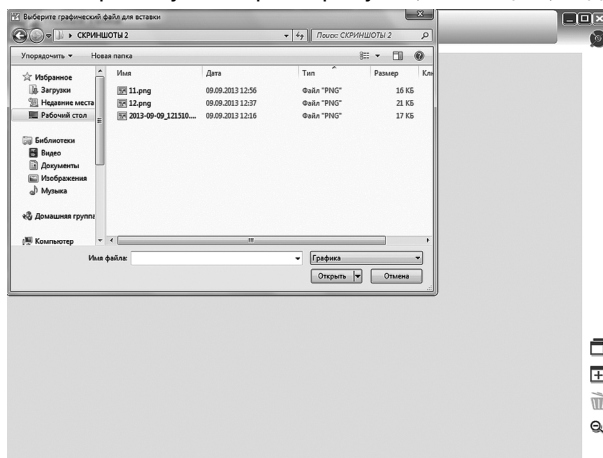 Выберите графический файл для вставки
СКРИНШОТЫ 2
Поиск: СКРИНШОТЫ 2
Упорядочить
Новая папка
Избранное
Загрузки
Недавние места
Рабочий стол
Библиотеки
Видео
Документы
Изображения
Музыка
Домашняя группа
Компьютер
Имя Дата Тип Размер
11.png 09.09.2013 12:56 Файл "PNG" 16 КБ
12.png 09.09.2013 12:37 Файл "PNG" 21 КБ
2013-09-09_121510.... 09.09.2013 12:16 Файл "PNG" 17 КБ
Имя файла:
Графика
Открыть Отмена